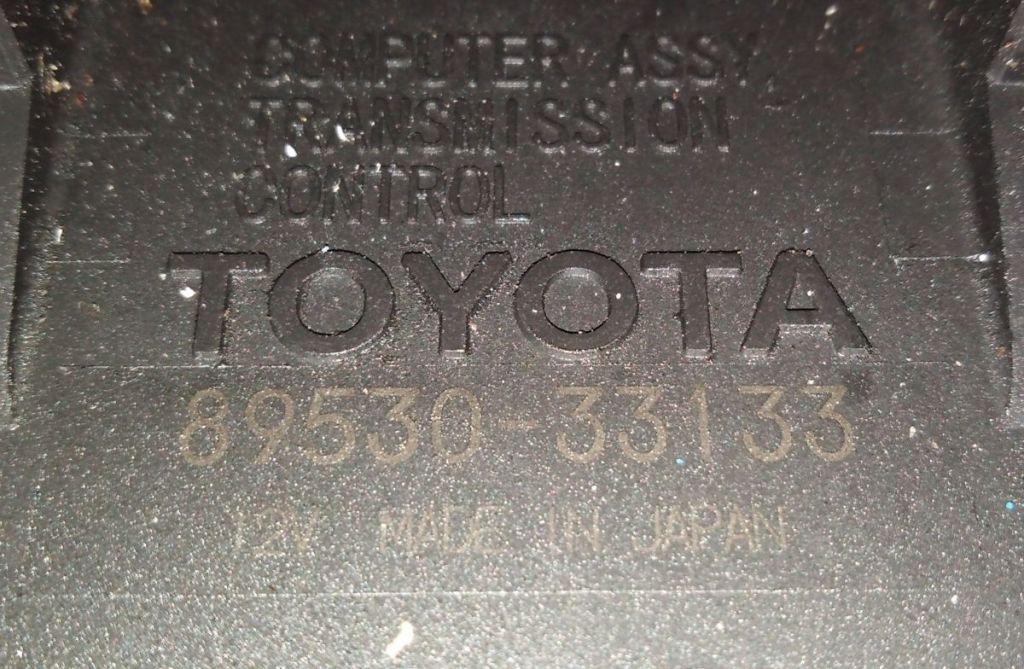 COMPUTER ASSY,
TRANSMISSION
CONTROL
TOYOTA
89530-33133
12V MADE IN JAPAN